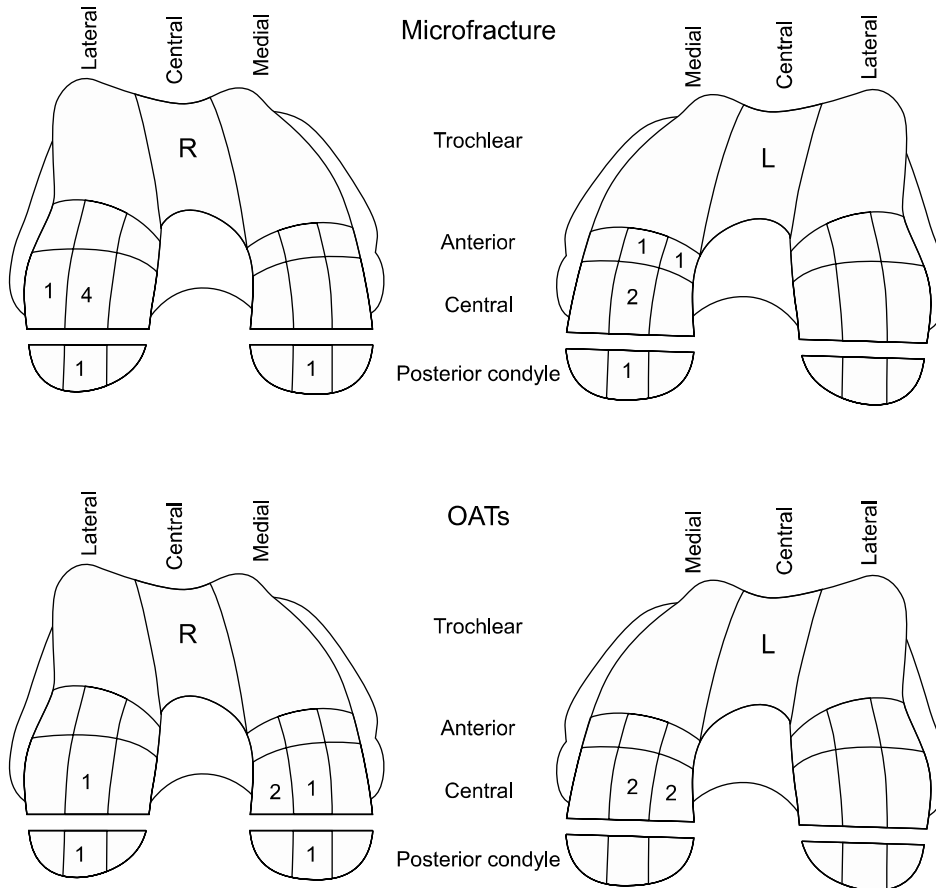 Microfracture
Lateral
Central
Medial
Medial
Central
Lateral
Trochlear
R
L
Anterior
1
1
Central
1 4
2
Posterior condyle
1
1
1
OATs
Lateral
Central
Medial
Medial
Central
Lateral
Trochlear
R
L
Anterior
Central
1
2 1
2 2
Posterior condyle
1
1